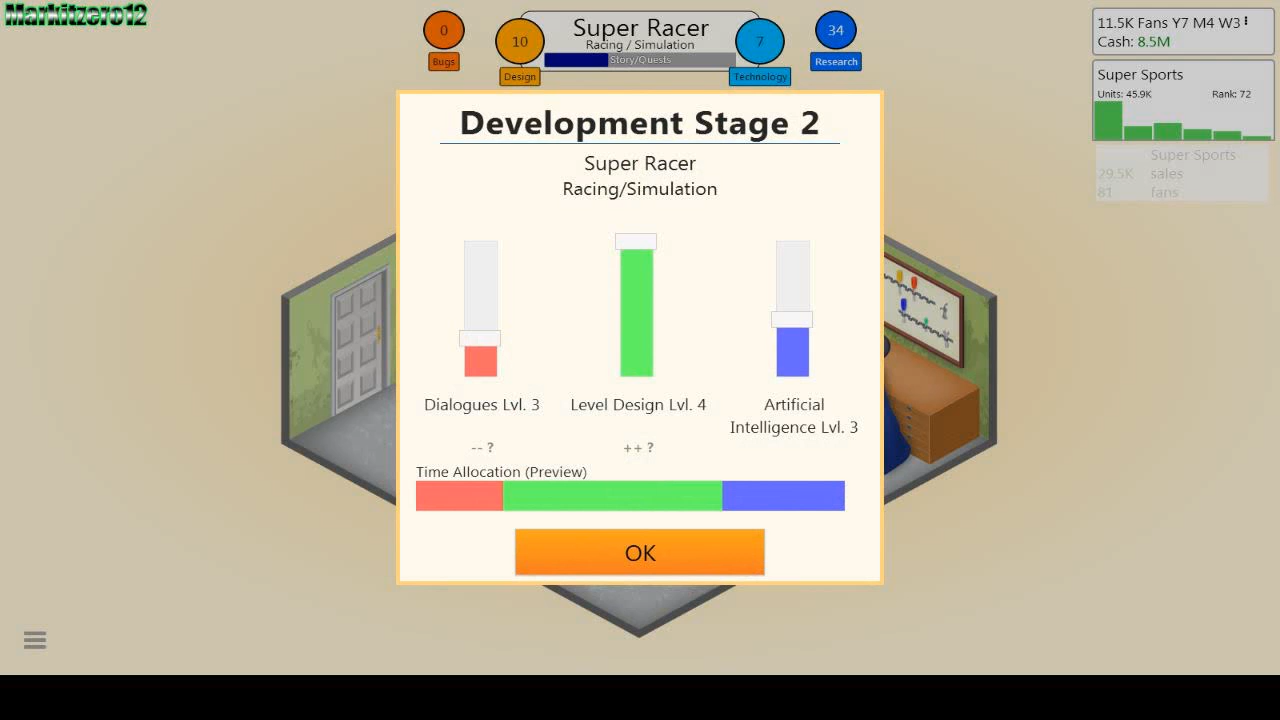 Markitzero12
0
Bugs
10
Design
Super Racer
Racing / Simulation
Story/Quests
7
Technology
34
Research
11.5K Fans Y7 M4 W3
Cash: 8.5M
Super Sports
Units: 45.9K Rank: 72
Super Sports
29.5K sales
81 fans
Development Stage 2
Super Racer
Racing/Simulation
Dialogues Lvl. 3
Level Design Lvl. 4
Artificial
Intelligence Lvl. 3
-- ?
++ ?
Time Allocation (Preview)
OK